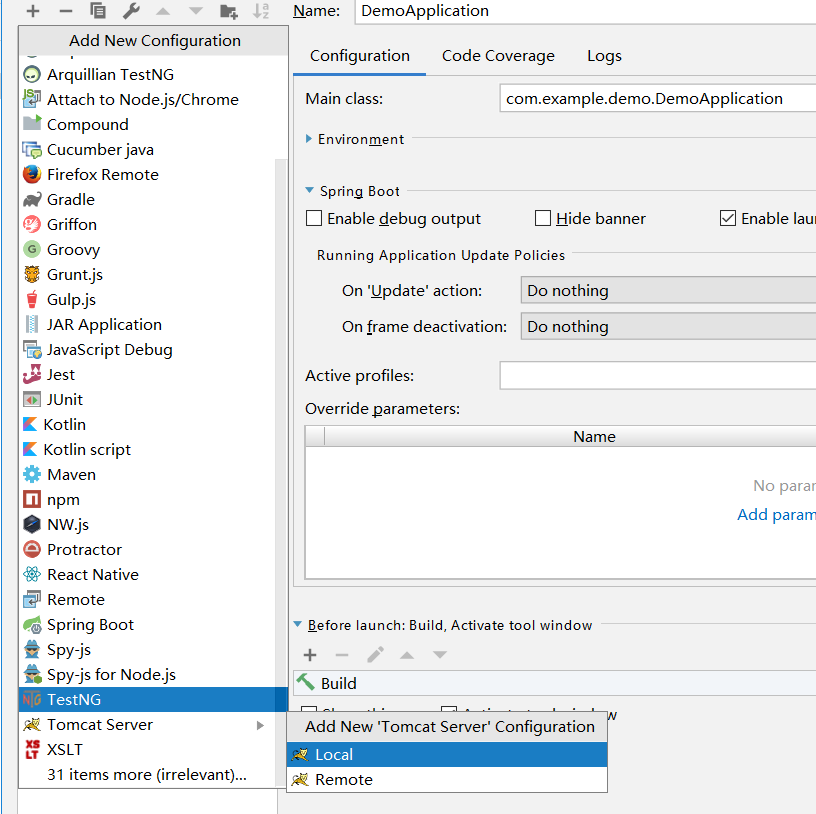 Name: DemoApplication
Add New Configuration
Arquillian TestNG
Attach to Node.js/Chrome
Compound
Cucumber java
Firefox Remote
Gradle
Griffon
Groovy
Grunt.js
Gulp.js
JAR Application
JavaScript Debug
Jest
JUnit
Kotlin
Kotlin script
Maven
npm
NW.js
Protractor
React Native
Remote
Spring Boot
Spy-js
Spy-js for Node.js
TestNG
Tomcat Server
XSLT
31 items more (irrelevant)...
Configuration Code Coverage Logs
Main class: com.example.demo.DemoApplication
Environment
Spring Boot
Enable debug output Hide banner Enable lau
Running Application Update Policies
On 'Update' action: Do nothing
On frame deactivation: Do nothing
Active profiles:
Override parameters:
Name
No parar
Add param
Before launch: Build, Activate tool window
Build
Add New 'Tomcat Server' Configuration
Local
Remote